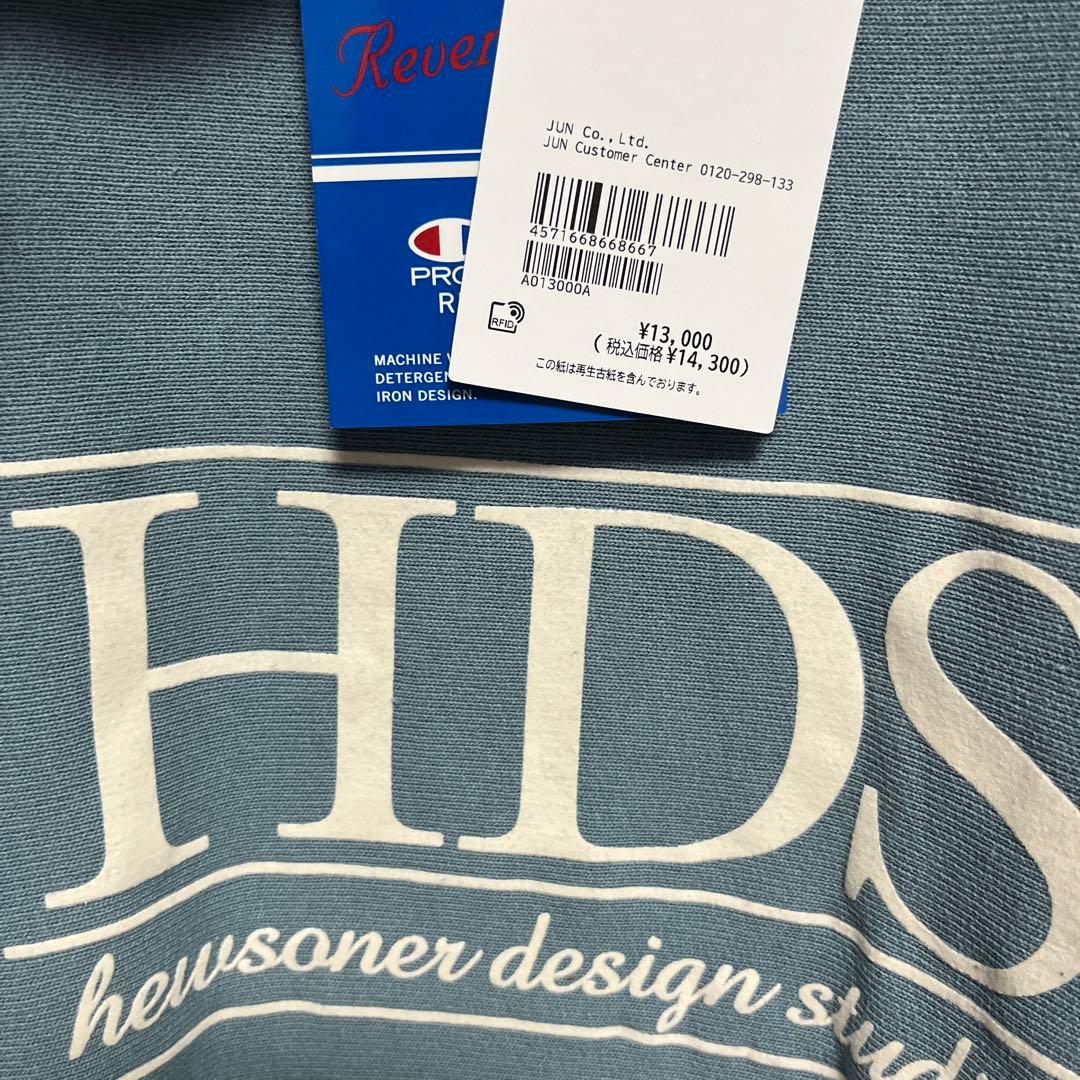 Rever
JUN Co.,Ltd.
JUN Customer Center 0120-298-133
4571668668667
A013000A
RFID
¥13,000
(税込価格¥14,300)
この紙は再生古紙を含んでおります。
PRO
R
MACHINE
DETERGEN
IRON DESIGN.
HDS
hewsoner design studi